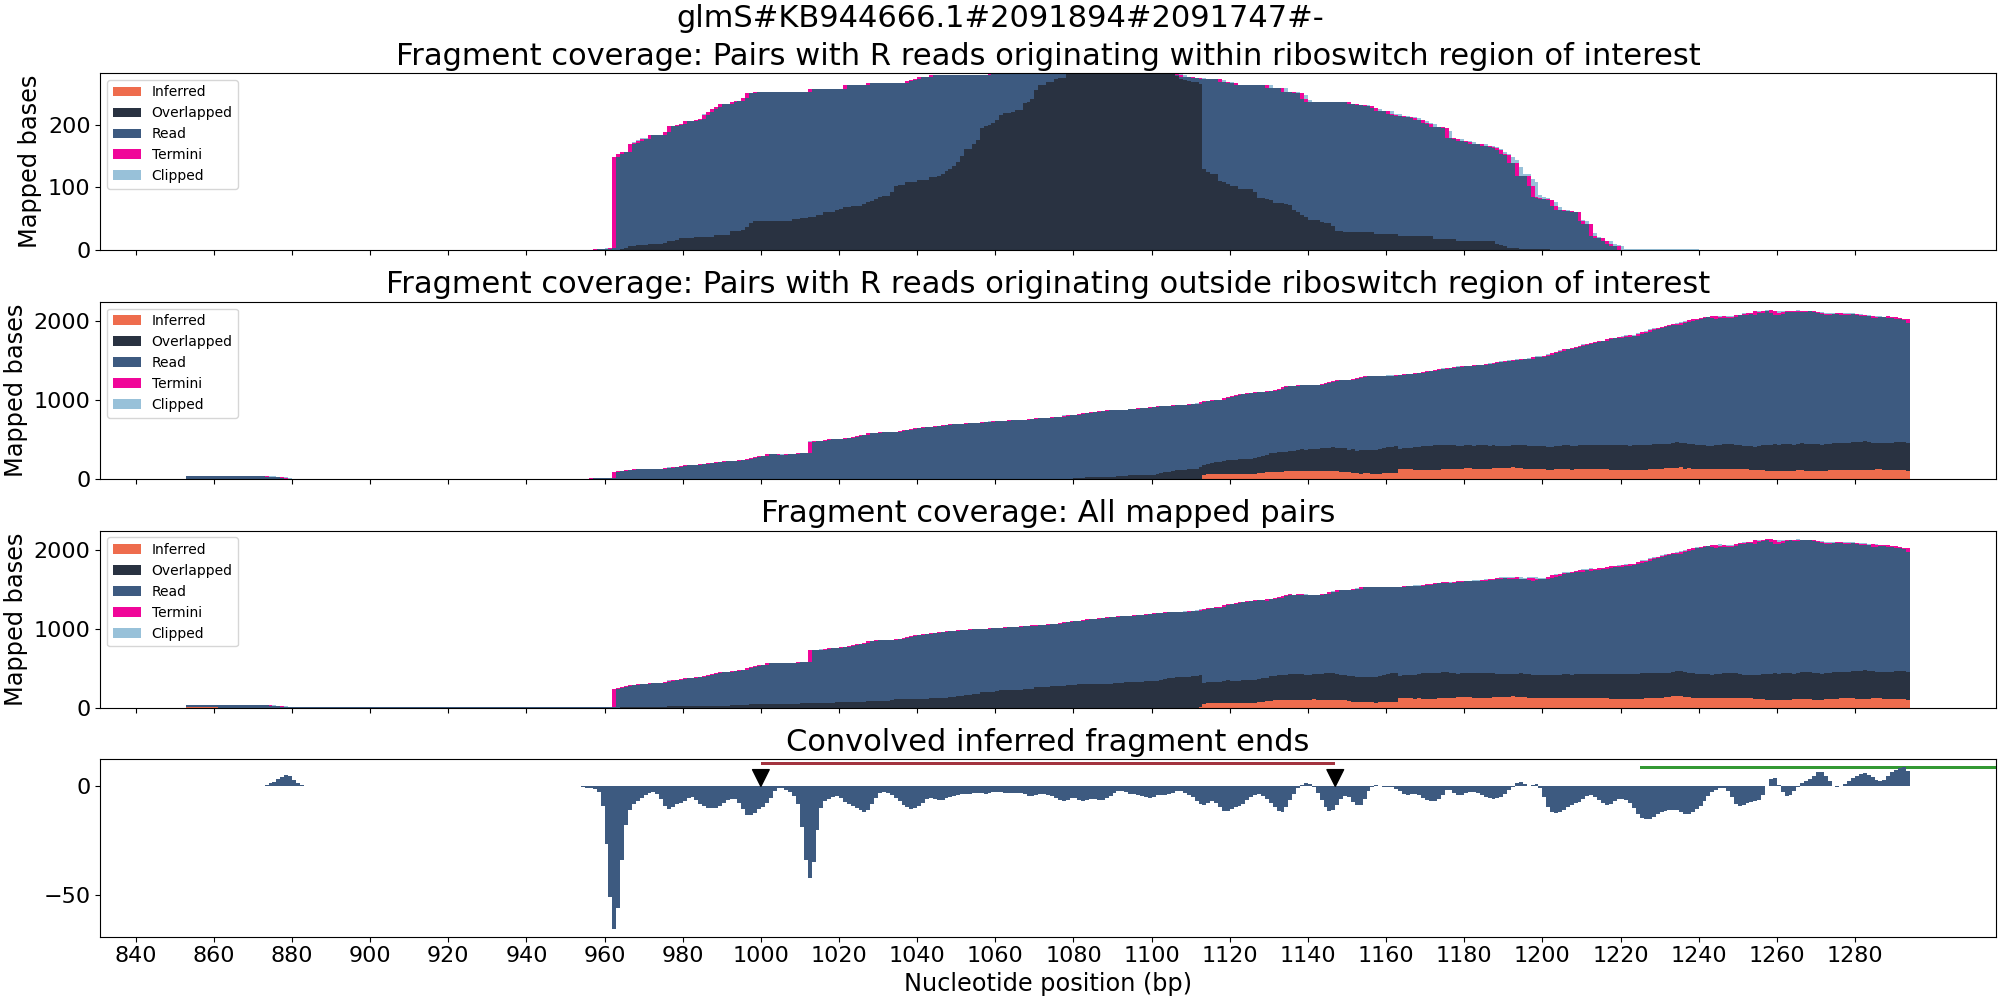 glmS#KB944666.1#2091894#2091747#-
Fragment coverage: Pairs with R reads originating within riboswitch region of interest
Mapped bases
200
100
0
Inferred
Overlapped
Read
Termini
Clipped
Fragment coverage: Pairs with R reads originating outside riboswitch region of interest
Mapped bases
2000
1000
0
Inferred
Overlapped
Read
Termini
Clipped
Fragment coverage: All mapped pairs
Mapped bases
2000
1000
0
Inferred
Overlapped
Read
Termini
Clipped
Convolved inferred fragment ends
0
−50
840 860 880 900 920 940 960 980 1000 1020 1040 1060 1080 1100 1120 1140 1160 1180 1200 1220 1240 1260 1280
Nucleotide position (bp)